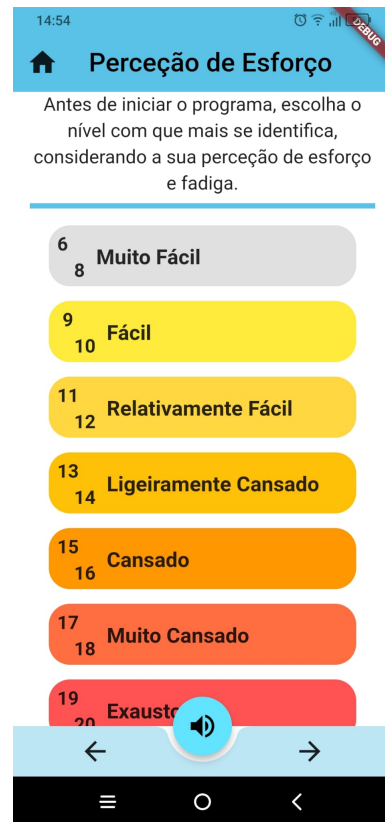 14:54
DEBUG
Perceção de Esforço
Antes de iniciar o programa, escolha o
nível com que mais se identifica,
considerando a sua perceção de esforço
e fadiga.
6
8 Muito Fácil
9
10 Fácil
11
12 Relativamente Fácil
13
14 Ligeiramente Cansado
15
16 Cansado
17
18 Muito Cansado
19
20 Exausto